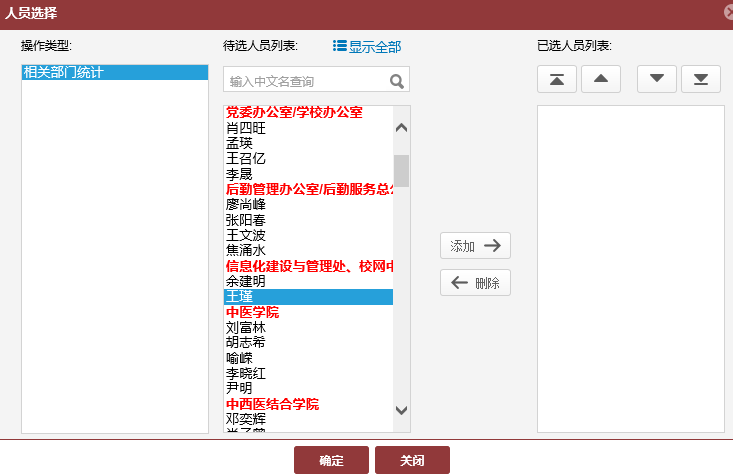 人员选择
操作类型:
相关部门统计
待选人员列表:
显示全部
输入中文名查询
党委办公室/学校办公室
肖四旺
孟瑛
王召亿
李晟
后勤管理办公室/后勤服务总
廖尚峰
张阳春
王文波
焦涌水
信息化建设与管理处、校网中
余建明
王瑾
中医学院
刘富林
胡志希
喻嵘
李晓红
尹明
中西医结合学院
邓奕辉
添加
删除
已选人员列表:
确定
关闭